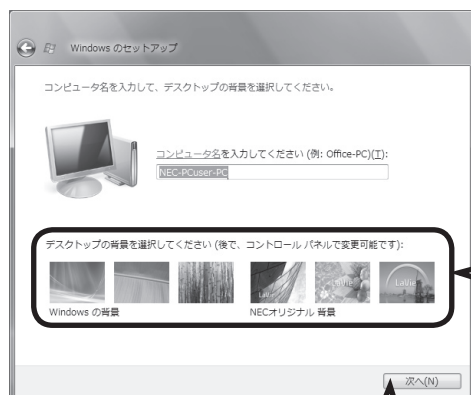 Windows のセットアップ
コンピュータ名を入力して、デスクトップの背景を選択してください。
コンピュータ名を入力してください (例: Office-PC)(T):
NEC-PCuser-PC
デスクトップの背景を選択してください (後で、コントロール パネルで変更可能です):
LaVie LaVie LaVie
Windows の背景 NECオリジナル 背景
次へ(N)